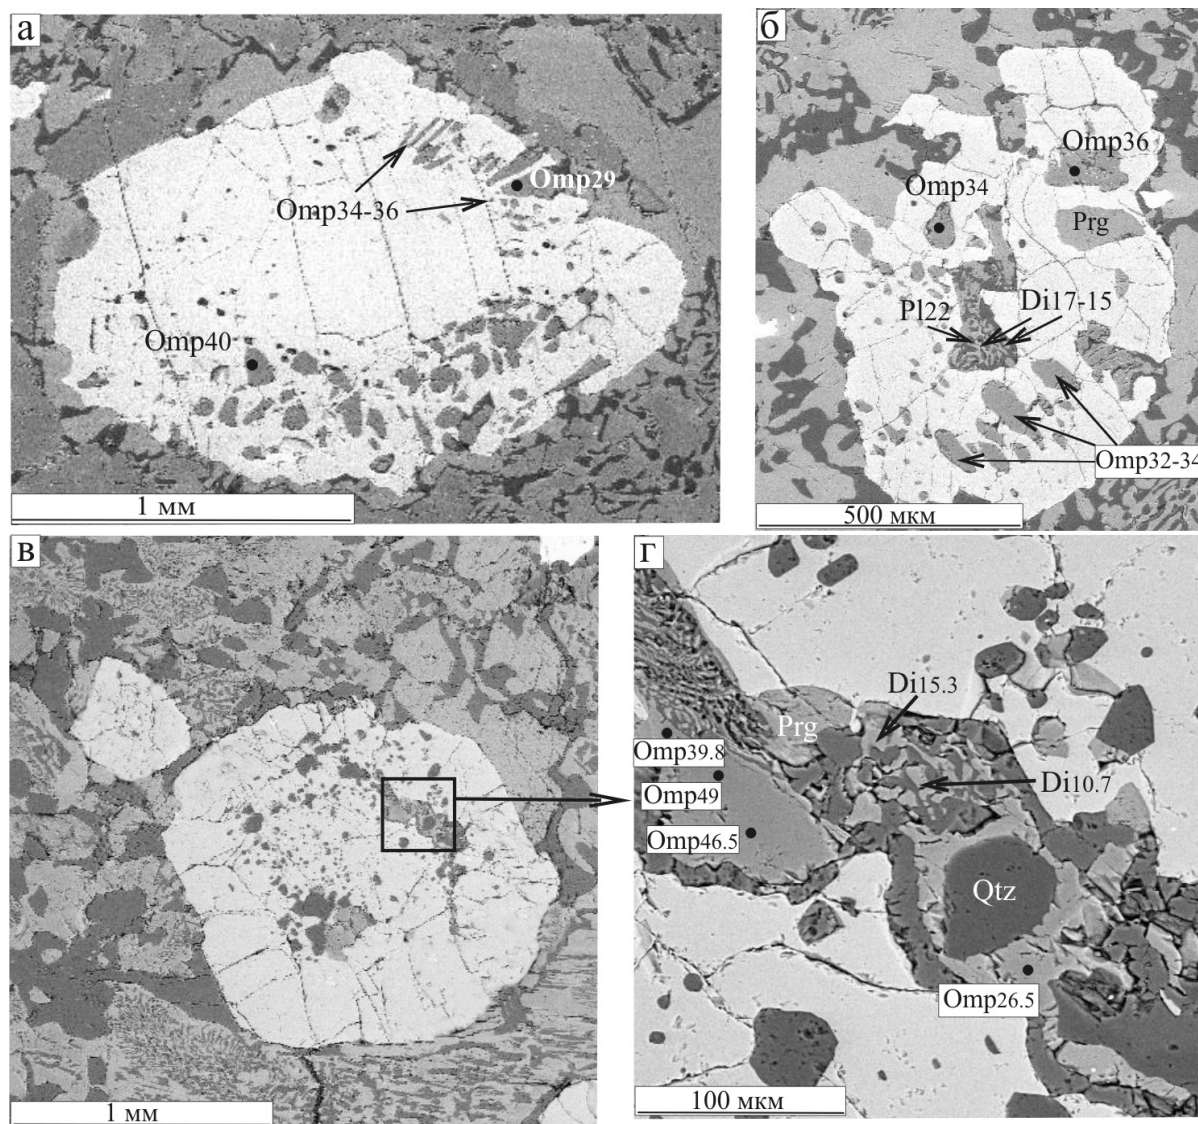 а
Omp29
Omp34-36
Omp40
1 мм
б
Omp36
Omp34
Prg
Pl22
Di17-15
Omp32-34
500 мкм
в
1 мм
г
Di15.3
Prg
Omp39.8
Di10.7
Omp49
Omp46.5
Qtz
Omp26.5
100 мкм